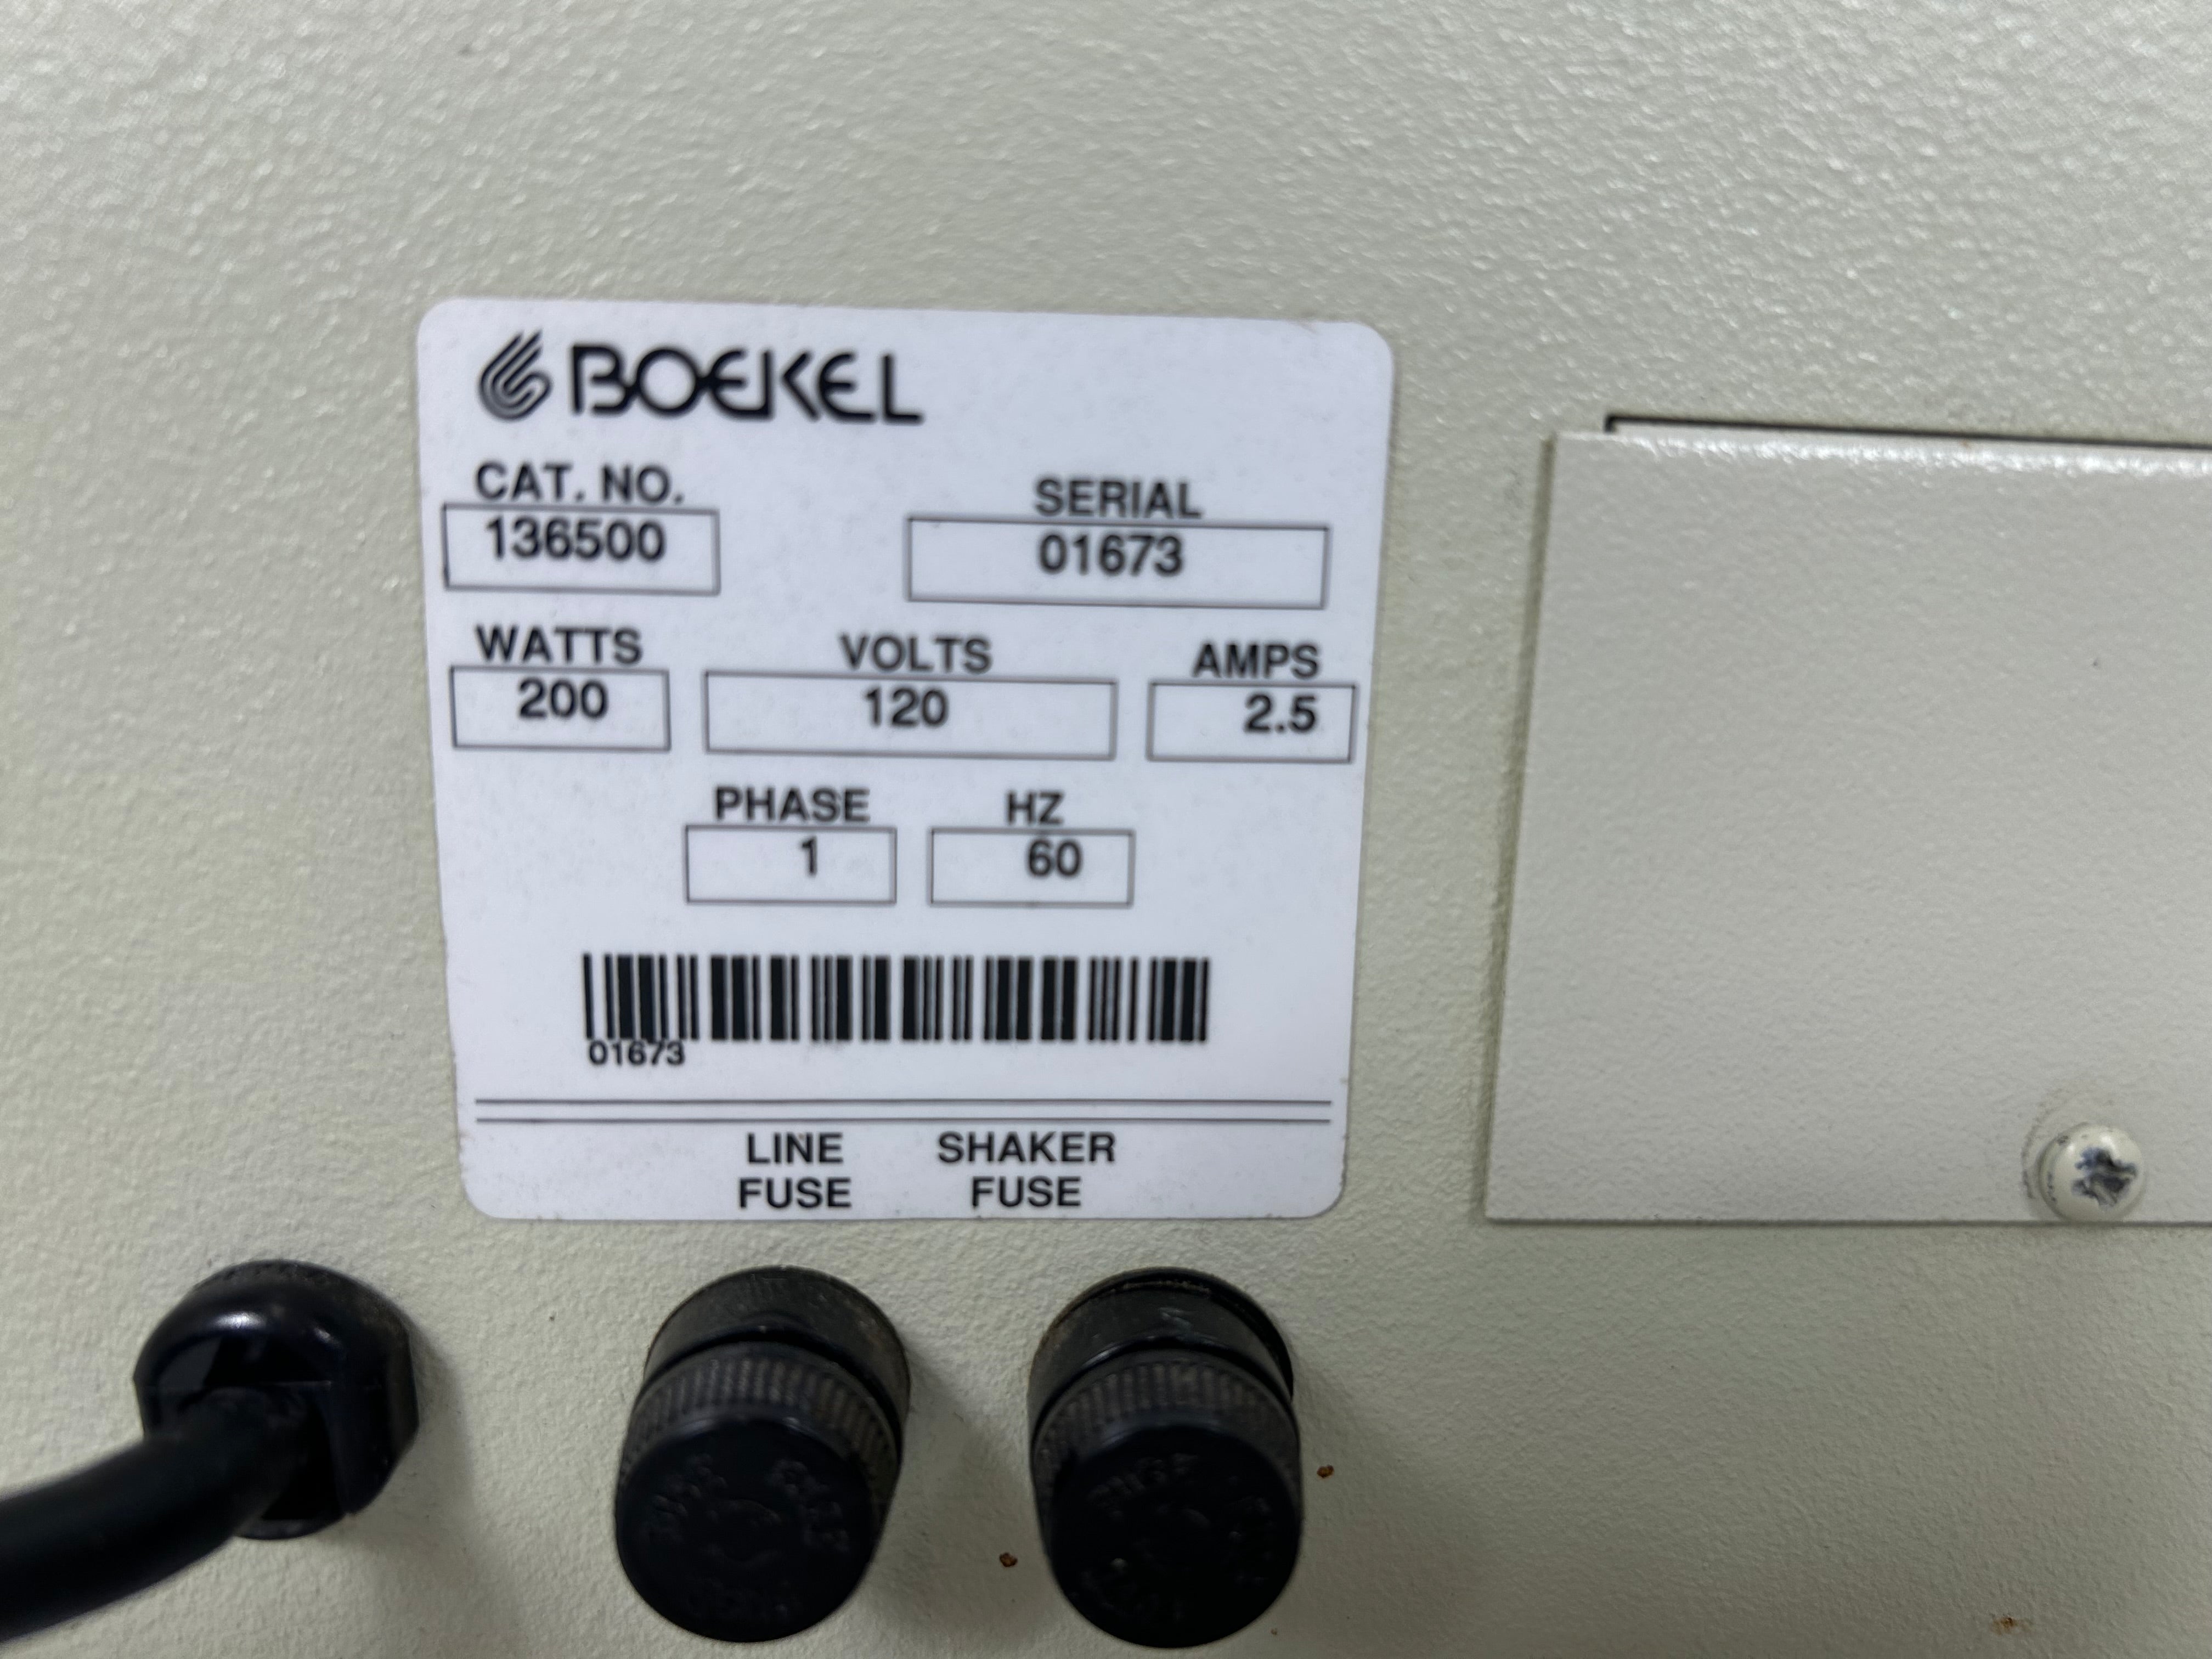 BOEKEL
CAT. NO.
136500
SERIAL
01673
WATTS
200
VOLTS
120
AMPS
2.5
PHASE
1
HZ
60
01673
LINE
FUSE
SHAKER
FUSE